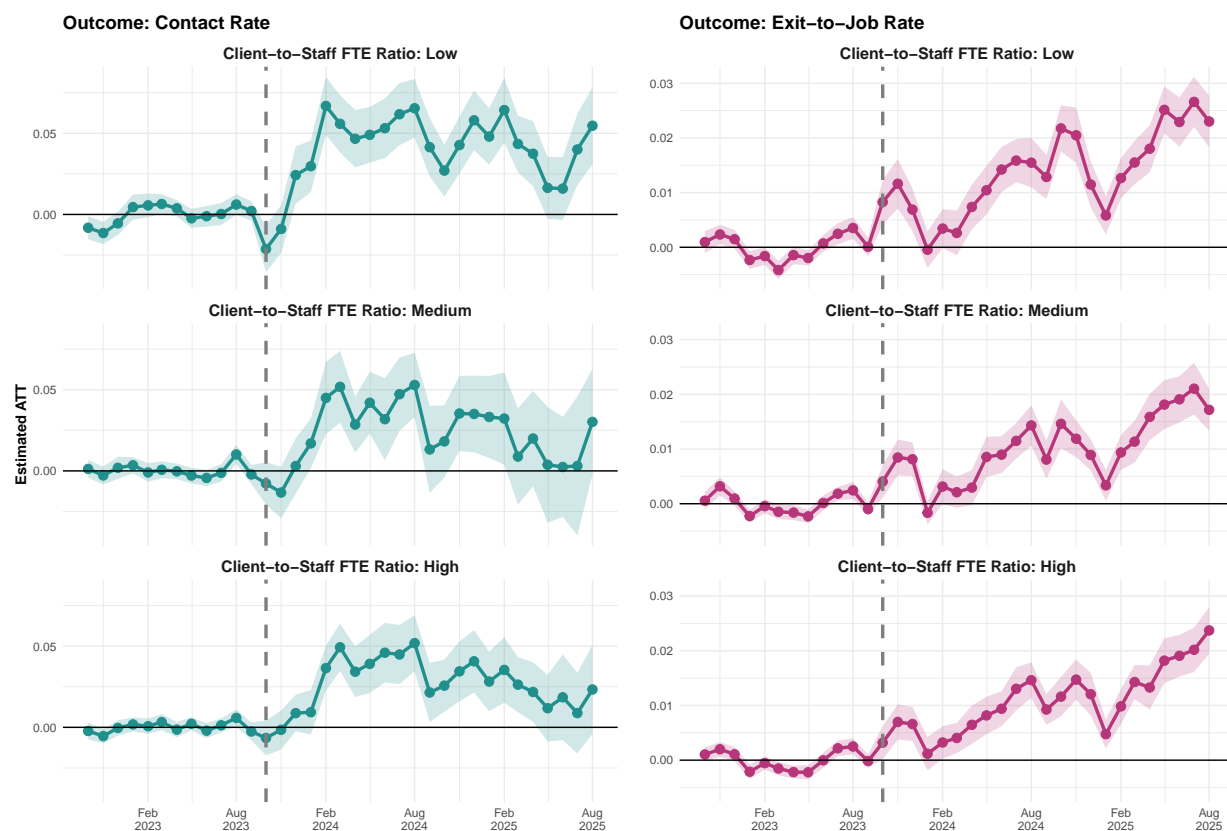 Outcome: Contact Rate
Client−to−Staff FTE Ratio: Low
0.05
0.00
Client−to−Staff FTE Ratio: Medium
0.05
0.00
Client−to−Staff FTE Ratio: High
0.05
0.00
Feb 2023
Aug 2023
Feb 2024
Aug 2024
Feb 2025
Aug 2025
Estimated ATT
Outcome: Exit−to−Job Rate
Client−to−Staff FTE Ratio: Low
0.03
0.02
0.01
0.00
Client−to−Staff FTE Ratio: Medium
0.03
0.02
0.01
0.00
Client−to−Staff FTE Ratio: High
0.03
0.02
0.01
0.00
Feb 2023
Aug 2023
Feb 2024
Aug 2024
Feb 2025
Aug 2025